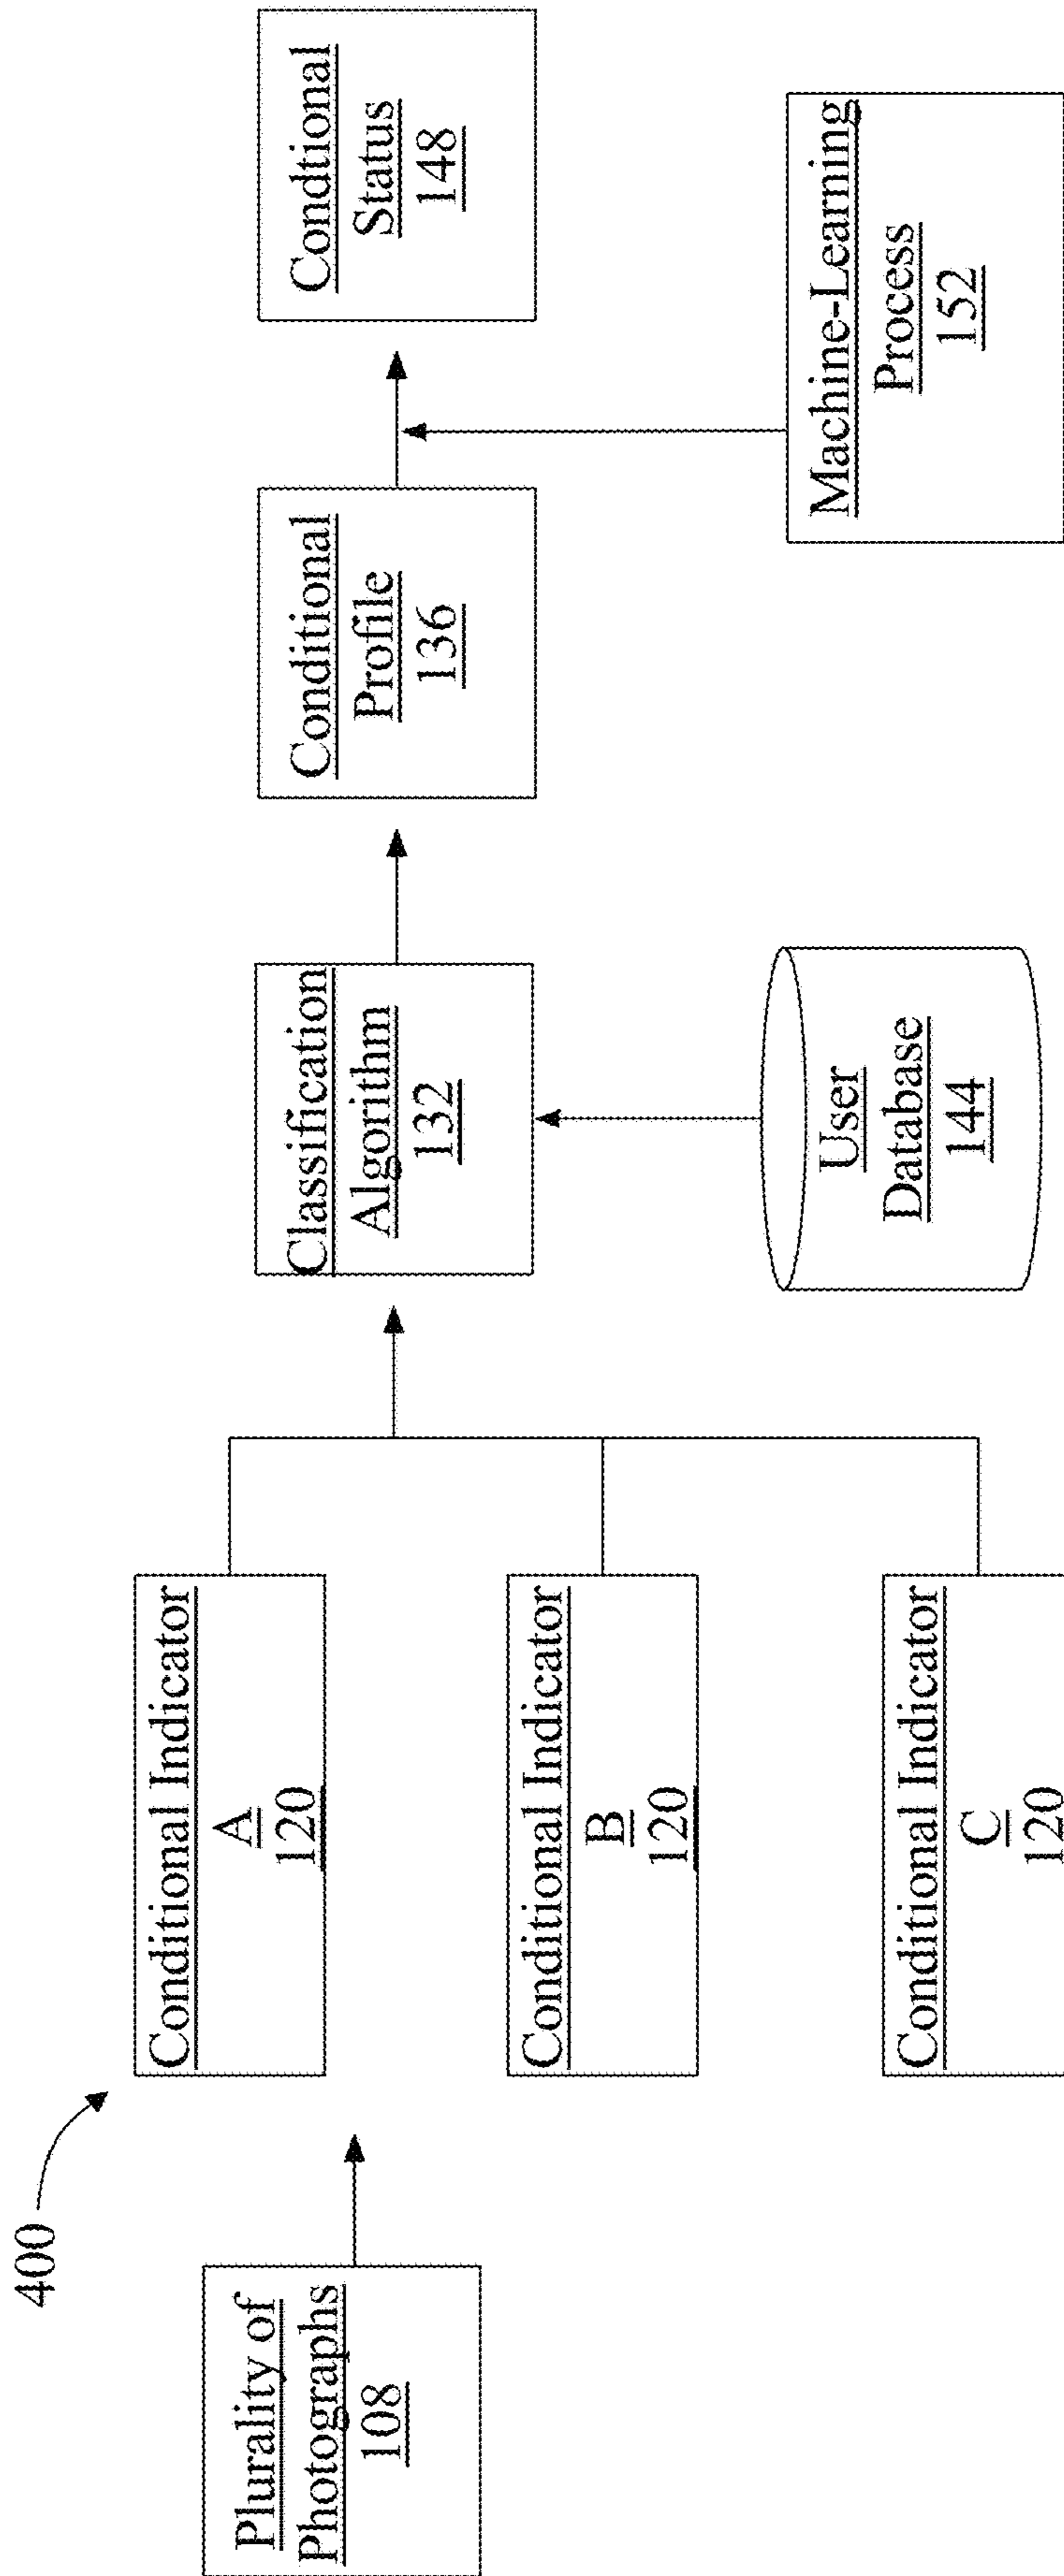 400
Plurality of
Photographs
108
Conditional Indicator
A
120
Conditional Indicator
B
120
Conditional Indicator
C
120
Classification
Algorithm
132
User
Database
144
Conditional
Profile
136
Machine-Learning
Process
152
Condtional
Status
148